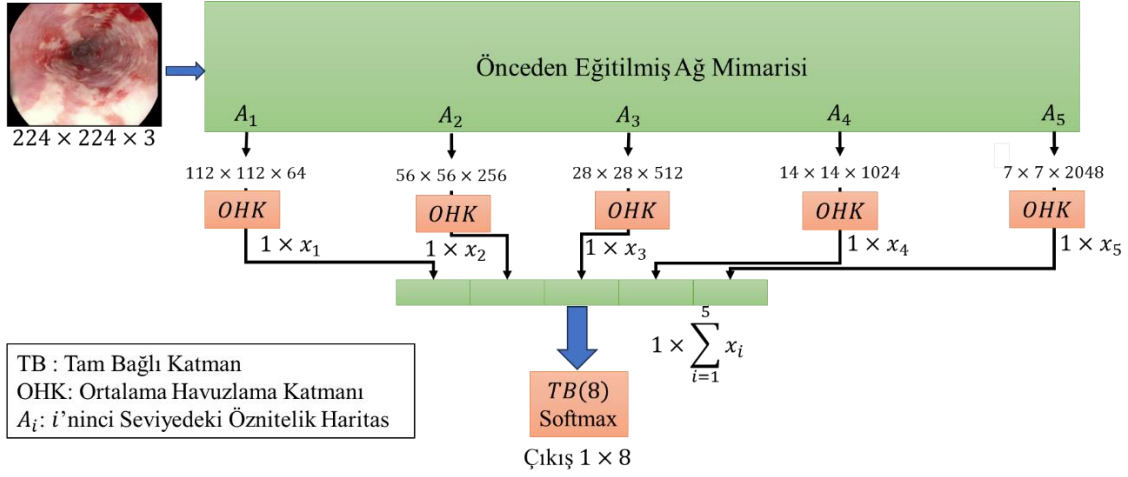 Önceden Eğitilmiş Ağ Mimarisi
224 × 224 × 3
A₁ A₂ A₃ A₄ A₅
112 × 112 × 64 56 × 56 × 256 28 × 28 × 512 14 × 14 × 1024 7 × 7 × 2048
OHK OHK OHK OHK OHK
1 × x₁ 1 × x₂ 1 × x₃ 1 × x₄ 1 × x₅
1 × ∑_{i=1}^{5} x_i
TB : Tam Bağlı Katman
OHK: Ortalama Havuzlama Katmanı
A_i: i’ninci Seviyedeki Öznitelik Haritas
TB(8)
Softmax
Çıkış 1 × 8